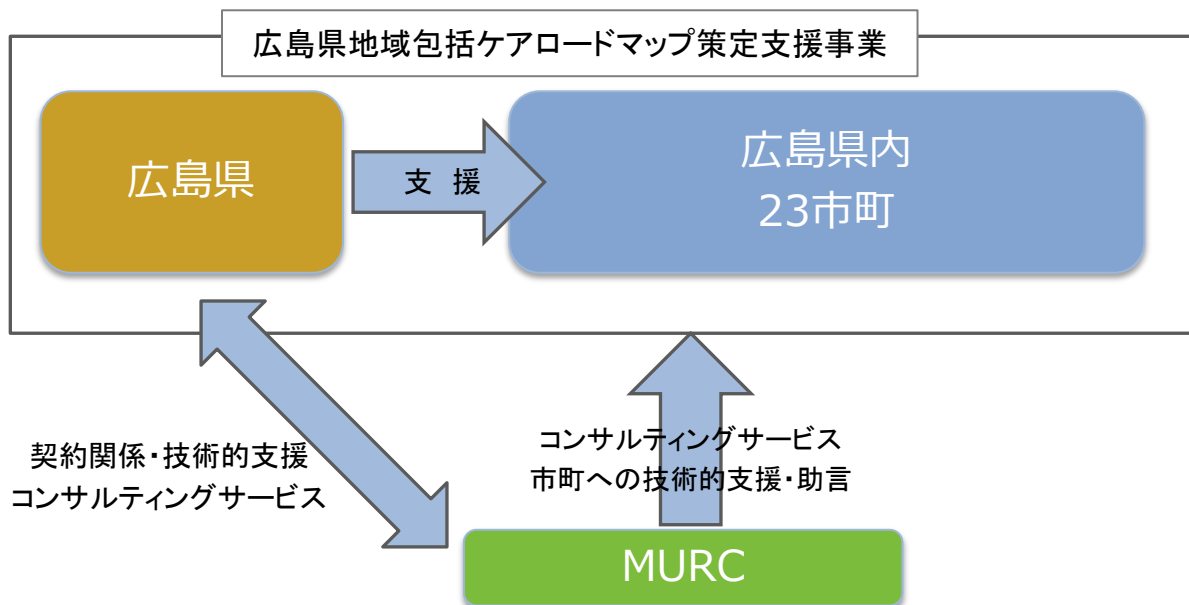 広島県地域包括ケアロードマップ策定支援事業
広島県
支 援
広島県内
23市町
契約関係・技術的支援
コンサルティングサービス
コンサルティングサービス
市町への技術的支援・助言
MURC